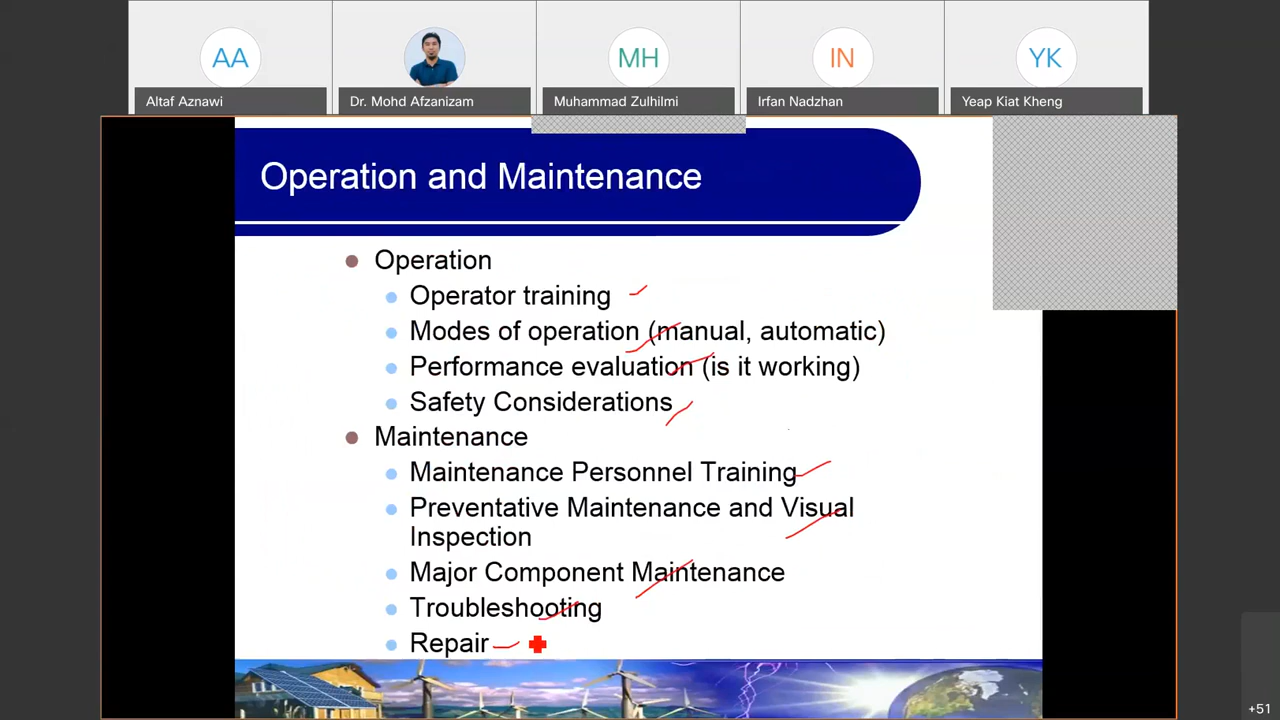 AA
MH
IN
YK
Altaf Aznawi
Dr. Mohd Afzanizam
Muhammad Zulhilmi
Irfan Nadzhan
Yeap Kiat Kheng
Operation and Maintenance
Operation
Operator training
Modes of operation (manual, automatic)
Performance evaluation (is it working)
Safety Considerations
Maintenance
Maintenance Personnel Training
Preventative Maintenance and Visual
Inspection
Major Component Maintenance
Troubleshooting
Repair
+51